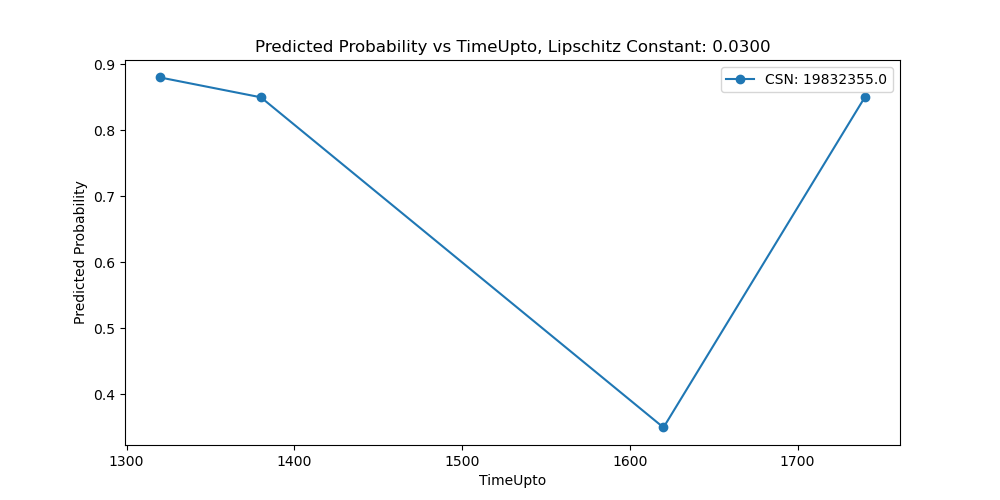 Predicted Probability vs TimeUpto, Lipschitz Constant: 0.0300
CSN: 19832355.0
Predicted Probability
0.9
0.8
0.7
0.6
0.5
0.4
1300 1400 1500 1600 1700
TimeUpto